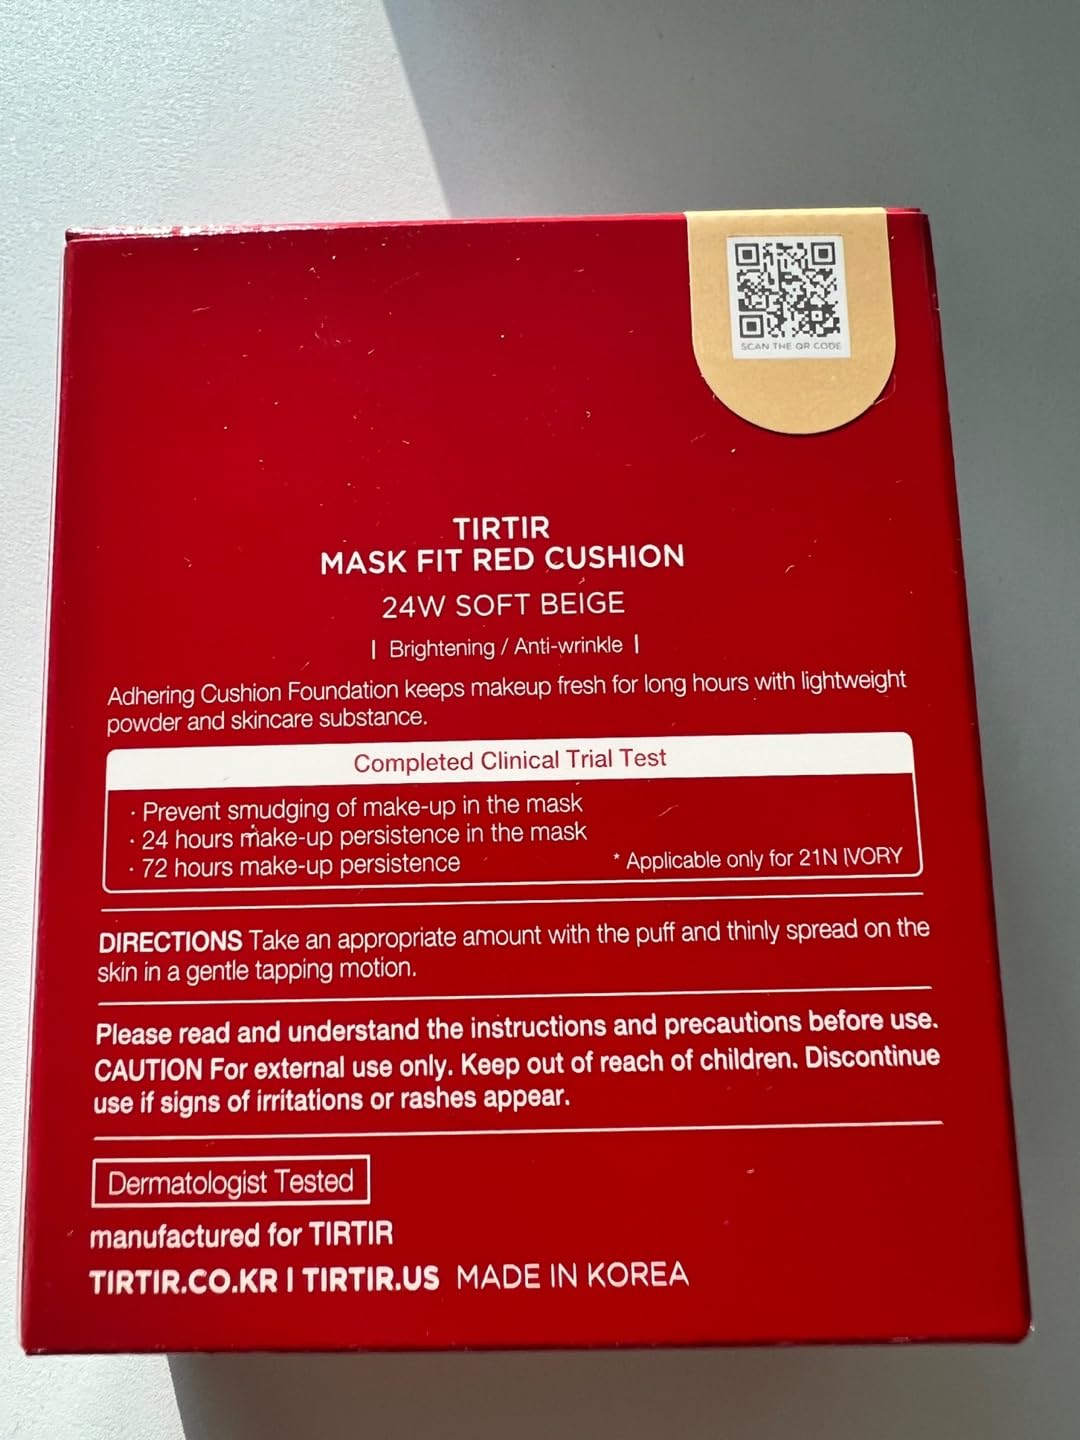 SCAN THE QR CODE
TIRTIR
MASK FIT RED CUSHION
24W SOFT BEIGE
| Brightening / Anti-wrinkle |
Adhering Cushion Foundation keeps makeup fresh for long hours with lightweight
powder and skincare substance.
Completed Clinical Trial Test
· Prevent smudging of make-up in the mask
· 24 hours make-up persistence in the mask
· 72 hours make-up persistence
* Applicable only for 21N IVORY
DIRECTIONS Take an appropriate amount with the puff and thinly spread on the
skin in a gentle tapping motion.
Please read and understand the instructions and precautions before use.
CAUTION For external use only. Keep out of reach of children. Discontinue
use if signs of irritations or rashes appear.
Dermatologist Tested
manufactured for TIRTIR
TIRTIR.CO.KR | TIRTIR.US MADE IN KOREA